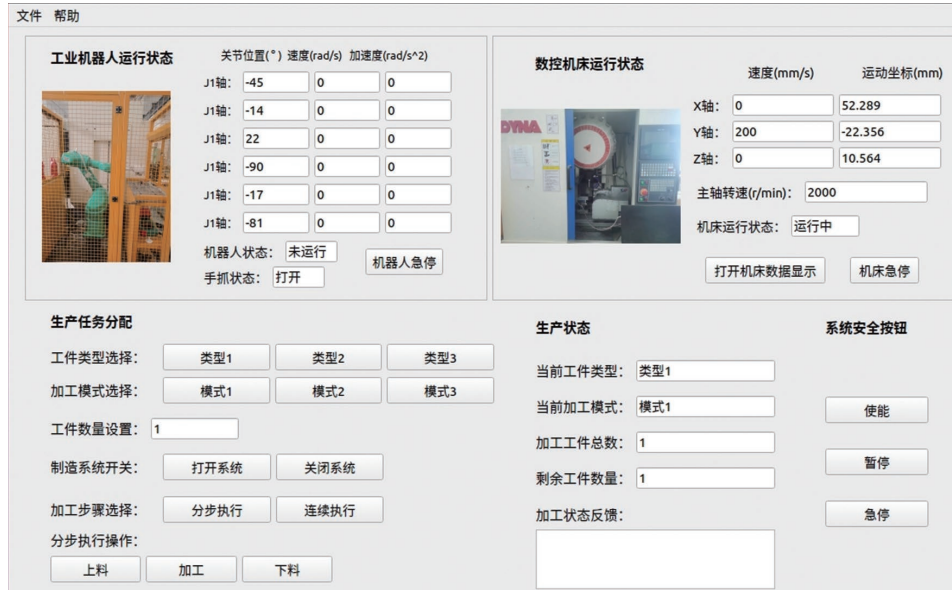 文件 帮助
工业机器人运行状态
关节位置(°) 速度(rad/s) 加速度(rad/s^2)
J1轴: -45 0 0
J1轴: -14 0 0
J1轴: 22 0 0
J1轴: -90 0 0
J1轴: -17 0 0
J1轴: -81 0 0
机器人状态: 未运行
手抓状态: 打开
机器人急停
数控机床运行状态
速度(mm/s) 运动坐标(mm)
DYNA
X轴: 0 52.289
Y轴: 200 -22.356
Z轴: 0 10.564
主轴转速(r/min): 2000
机床运行状态: 运行中
打开机床数据显示 机床急停
生产任务分配
工件类型选择: 类型1 类型2 类型3
加工模式选择: 模式1 模式2 模式3
工件数量设置: 1
制造系统开关: 打开系统 关闭系统
加工步骤选择: 分步执行 连续执行
分步执行操作:
上料 加工 下料
生产状态
当前工件类型: 类型1
当前加工模式: 模式1
加工工件总数: 1
剩余工件数量: 1
加工状态反馈:
系统安全按钮
使能
暂停
急停